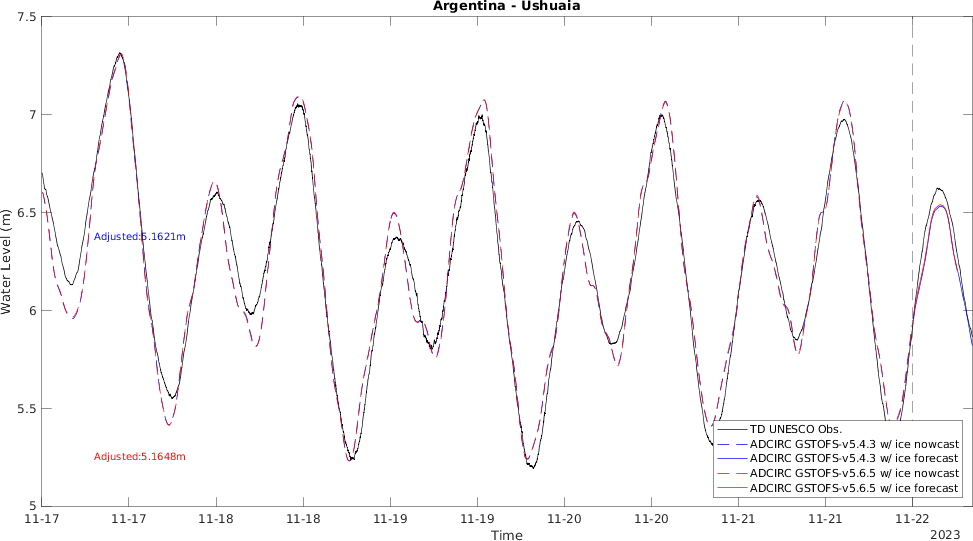 Argentina - Ushuaia
7.5
7
6.5
6
5.5
5
Water Level (m)
Adjusted:5.1621m
Adjusted:5.1648m
TD UNESCO Obs.
ADCIRC GSTOFS-v5.4.3 w/ ice nowcast
ADCIRC GSTOFS-v5.4.3 w/ ice forecast
ADCIRC GSTOFS-v5.6.5 w/ ice nowcast
ADCIRC GSTOFS-v5.6.5 w/ ice forecast
11-17 11-17 11-18 11-18 11-19 11-19 11-20 11-20 11-21 11-21 11-22
Time
2023